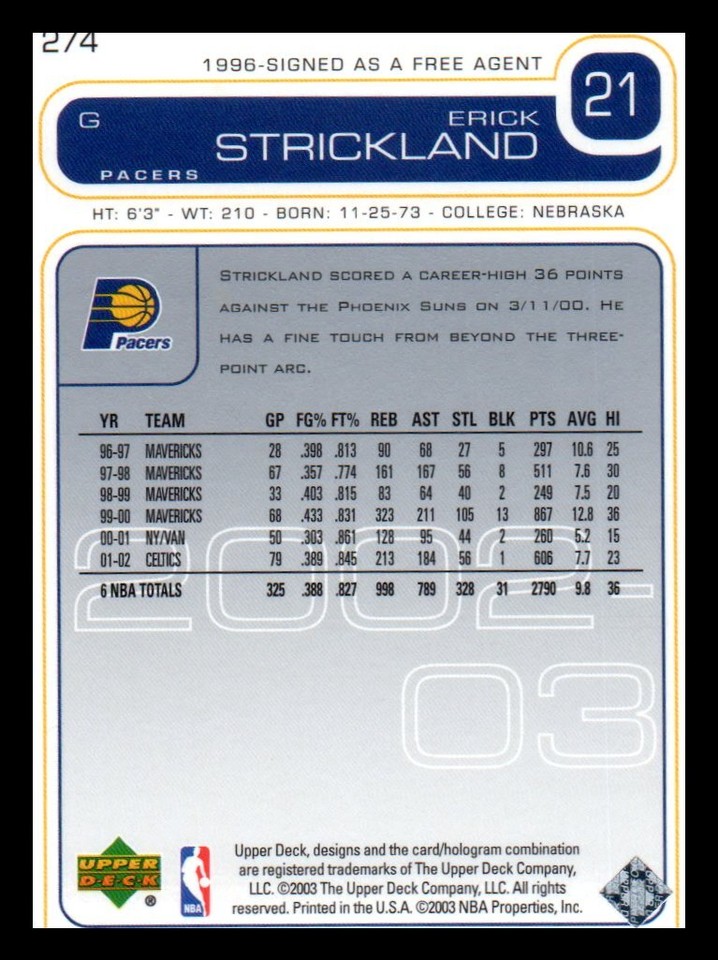 274
1996-SIGNED AS A FREE AGENT
21
G
ERICK
STRICKLAND
PACERS
HT: 6'3" - WT: 210 - BORN: 11-25-73 - COLLEGE: NEBRASKA
Pacers
STRICKLAND SCORED A CAREER-HIGH 36 POINTS
AGAINST THE PHOENIX SUNS ON 3/11/00. HE
HAS A FINE TOUCH FROM BEYOND THE THREE-
POINT ARC.
YR TEAM GP FG% FT% REB AST STL BLK PTS AVG HI
96-97 MAVERICKS 28 .398 .813 90 68 27 5 297 10.6 25
97-98 MAVERICKS 67 .357 .774 161 167 56 8 511 7.6 30
98-99 MAVERICKS 33 .403 .815 83 64 40 2 249 7.5 20
99-00 MAVERICKS 68 .433 .831 323 211 105 13 867 12.8 36
00-01 NY/VAN 50 .303 .861 128 95 44 2 260 5.2 15
01-02 CELTICS 79 .389 .845 213 184 56 1 606 7.7 23
6 NBA TOTALS 325 .388 .827 998 789 328 31 2790 9.8 36
2002-
03
UPPER
DECK
®
NBA
Upper Deck, designs and the card/hologram combination
are registered trademarks of The Upper Deck Company,
LLC. ©2003 The Upper Deck Company, LLC. All rights
reserved. Printed in the U.S.A. ©2003 NBA Properties, Inc.